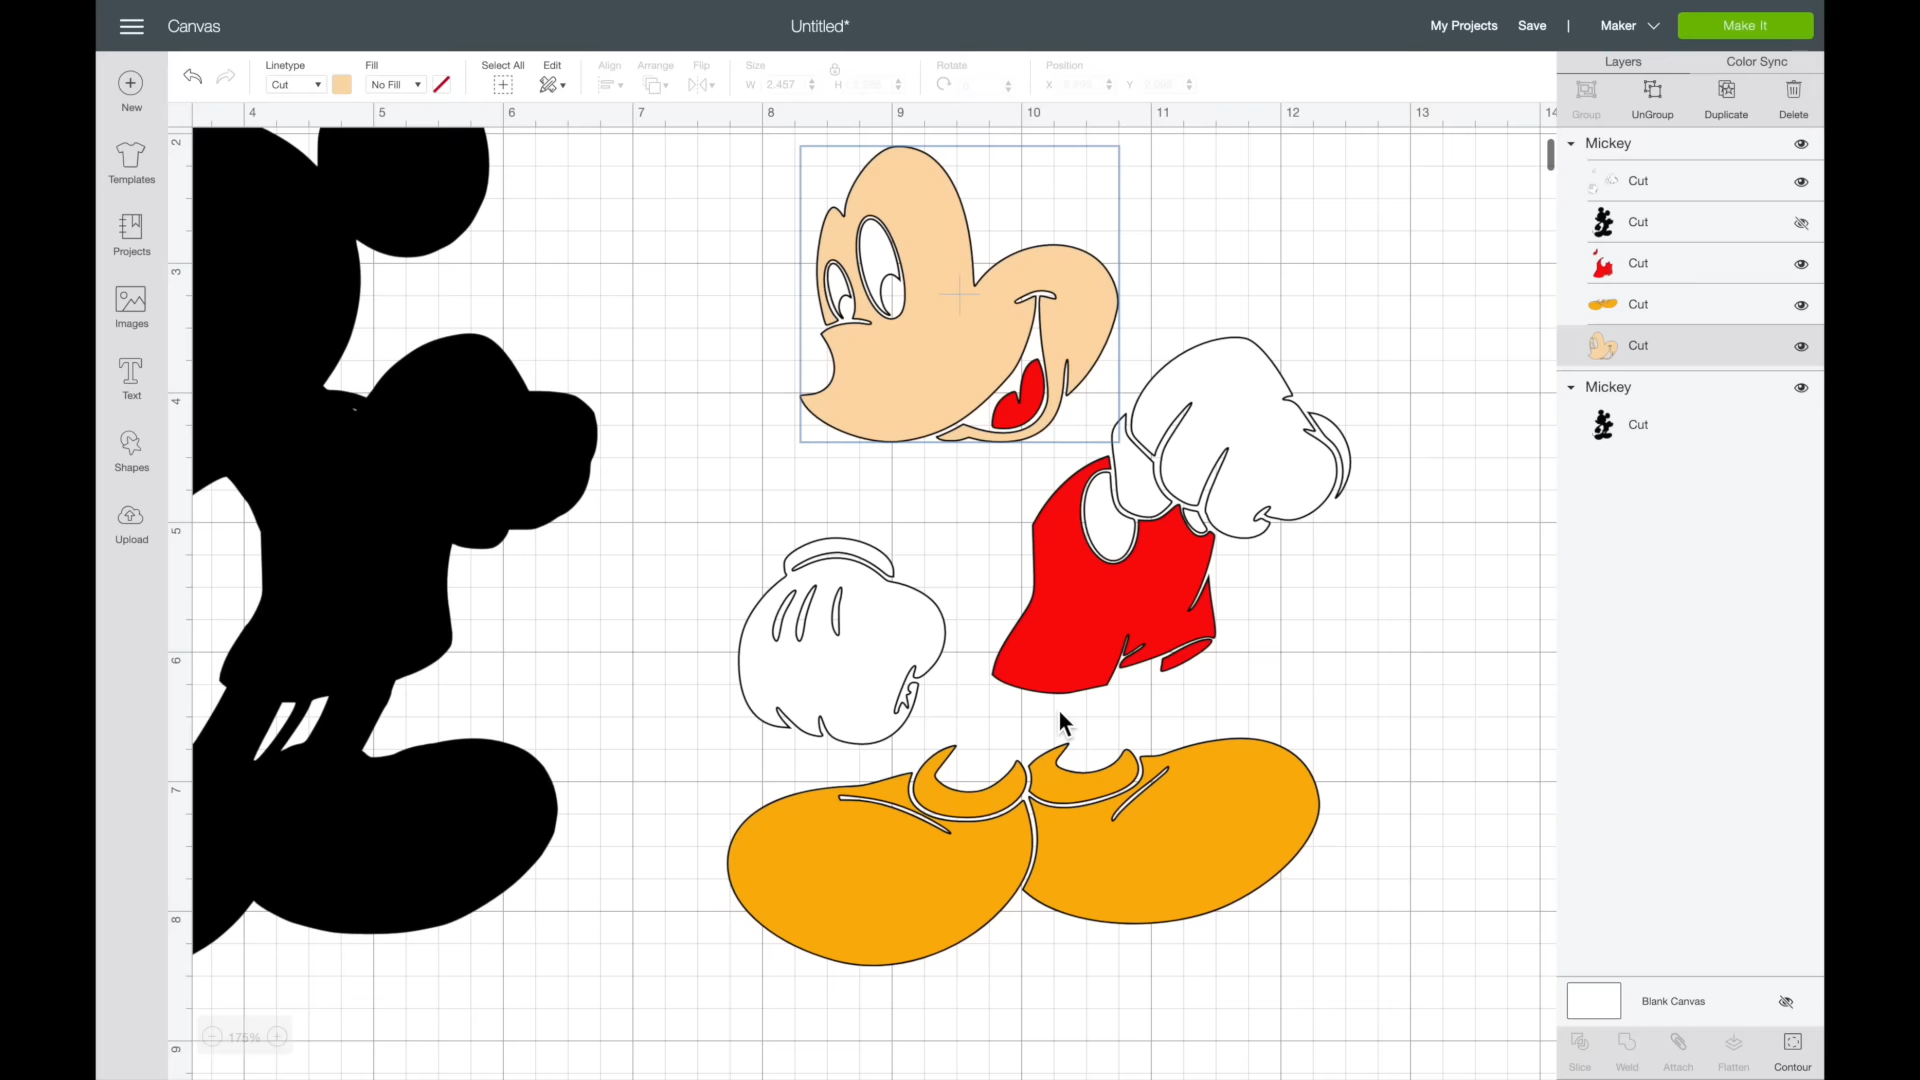 Canvas
Untitled*
My Projects Save | Maker Make It
Linetype Fill Select All Edit Align Arrange Flip Size Rotate Position
Cut No Fill W 2.457 H X Y
Layers Color Sync
Group UnGroup Duplicate Delete
New
Templates
Projects
Images
Text
Shapes
Upload
4 5 6 7 8 9 10 11 12 13 14
2
3
4
5
6
7
8
9
Mickey
Cut
Cut
Cut
Cut
Cut
Mickey
Cut
175%
Blank Canvas
Slice Weld Attach Flatten Contour